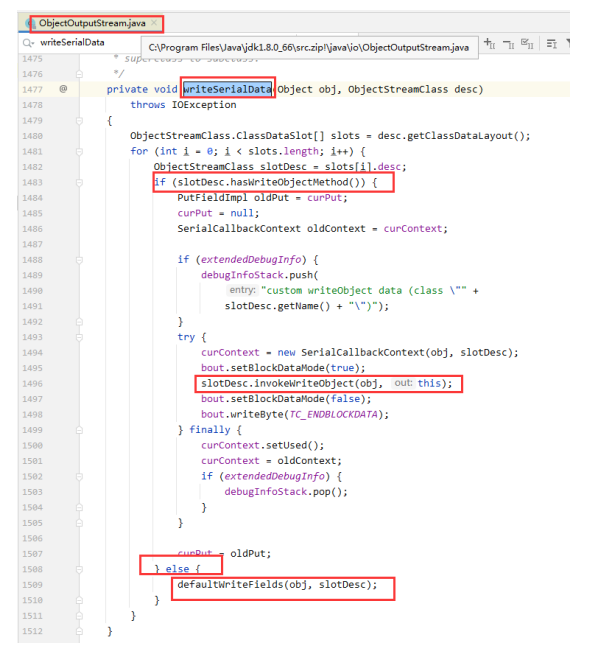 ObjectOutputStream.java ×
writeSerialData
C:\Program Files\Java\jdk1.8.0_66\src.zip!\java\io\ObjectOutputStream.java
1475 * superclass to subclass.
1476 */
1477 @ private void writeSerialData(Object obj, ObjectStreamClass desc)
1478 throws IOException
1479 {
1480 ObjectStreamClass.ClassDataSlot[] slots = desc.getClassDataLayout();
1481 for (int i = 0; i < slots.length; i++) {
1482 ObjectStreamClass slotDesc = slots[i].desc;
1483 if (slotDesc.hasWriteObjectMethod()) {
1484 PutFieldImpl oldPut = curPut;
1485 curPut = null;
1486 SerialCallbackContext oldContext = curContext;
1487
1488 if (extendedDebugInfo) {
1489 debugInfoStack.push(
1490 entry: "custom writeObject data (class \"" +
1491 slotDesc.getName() + "\")");
1492 }
1493 try {
1494 curContext = new SerialCallbackContext(obj, slotDesc);
1495 bout.setBlockDataMode(true);
1496 slotDesc.invokeWriteObject(obj, out: this);
1497 bout.setBlockDataMode(false);
1498 bout.writeByte(TC_ENDBLOCKDATA);
1499 } finally {
1500 curContext.setUsed();
1501 curContext = oldContext;
1502 if (extendedDebugInfo) {
1503 debugInfoStack.pop();
1504 }
1505 }
1506
1507 curPut = oldPut;
1508 } else {
1509 defaultWriteFields(obj, slotDesc);
1510 }
1511 }
1512 }